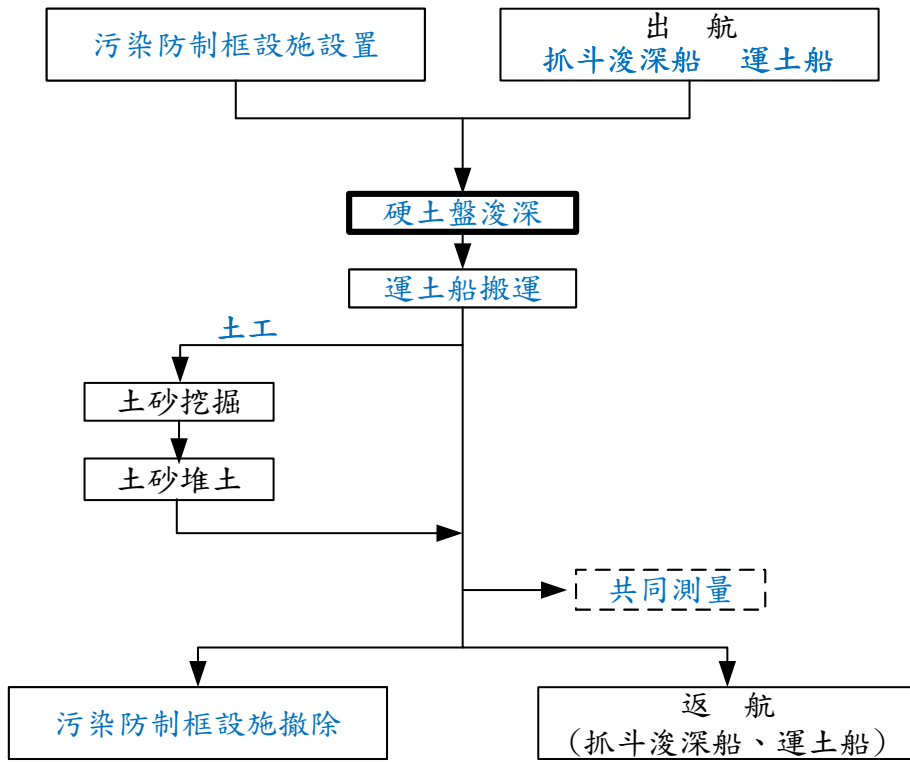 污染防制框設施設置
出 航
抓斗浚深船 運土船
硬土盤浚深
運土船搬運
土工
土砂挖掘
土砂堆土
共同測量
污染防制框設施撤除
返 航
（抓斗浚深船、運土船）